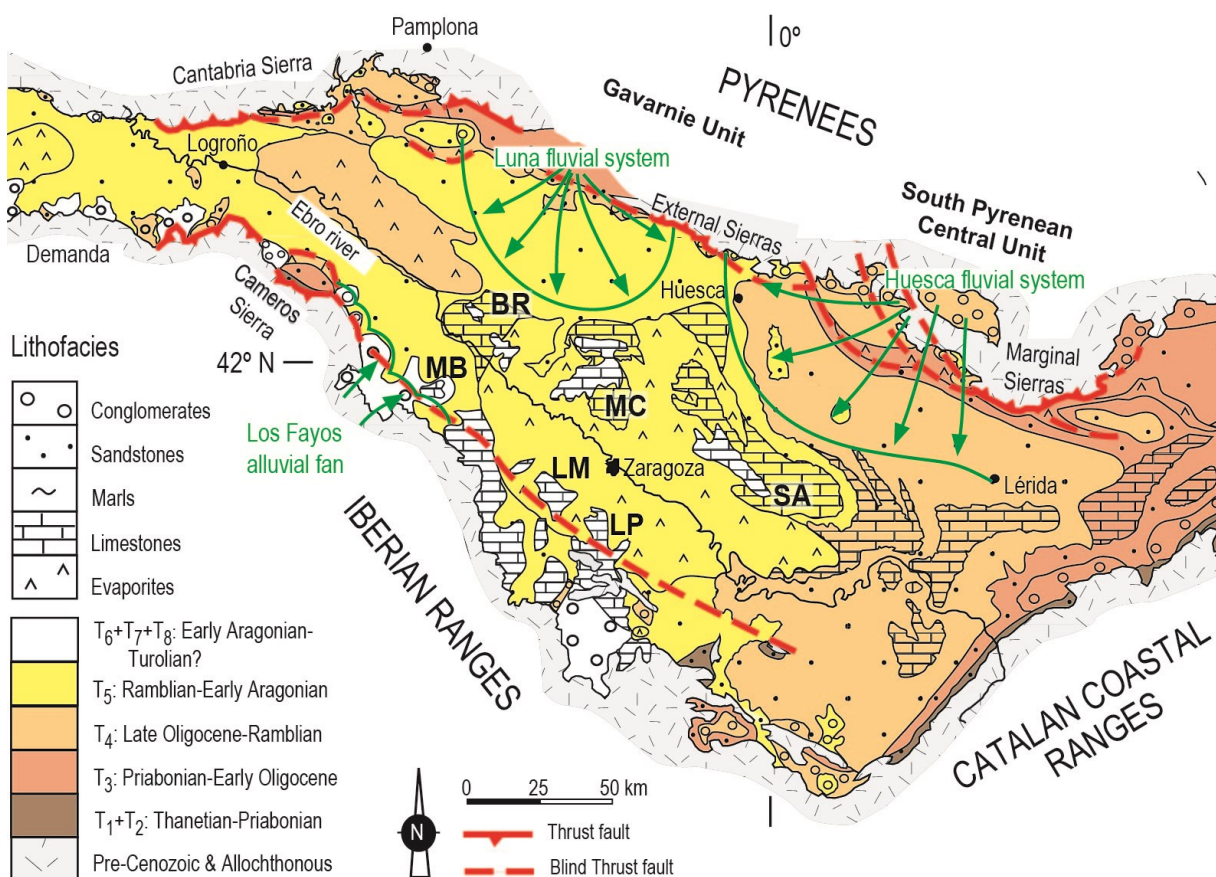 Pamplona
0º
Cantabria Sierra
PYRENEES
Gavarnie Unit
Logroño
Luna fluvial system
Ebro river
External Sierras
South Pyrenean
Central Unit
Demanda
Cameros
Sierra
Huesca
Huesca fluvial system
BR
Lithofacies
42º N
MB
MC
Marginal
Sierras
Conglomerates
Sandstones
Marls
Limestones
Evaporites
Los Fayos
alluvial fan
LM
Zaragoza
SA
Lérida
LP
IBERIAN RANGES
CATALAN COASTAL
RANGES
T6+T7+T8: Early Aragonian-
Turolian?
T5: Ramblian-Early Aragonian
T4: Late Oligocene-Ramblian
T3: Priabonian-Early Oligocene
T1+T2: Thanetian-Priabonian
Pre-Cenozoic & Allochthonous
N
0 25 50 km
Thrust fault
Blind Thrust fault